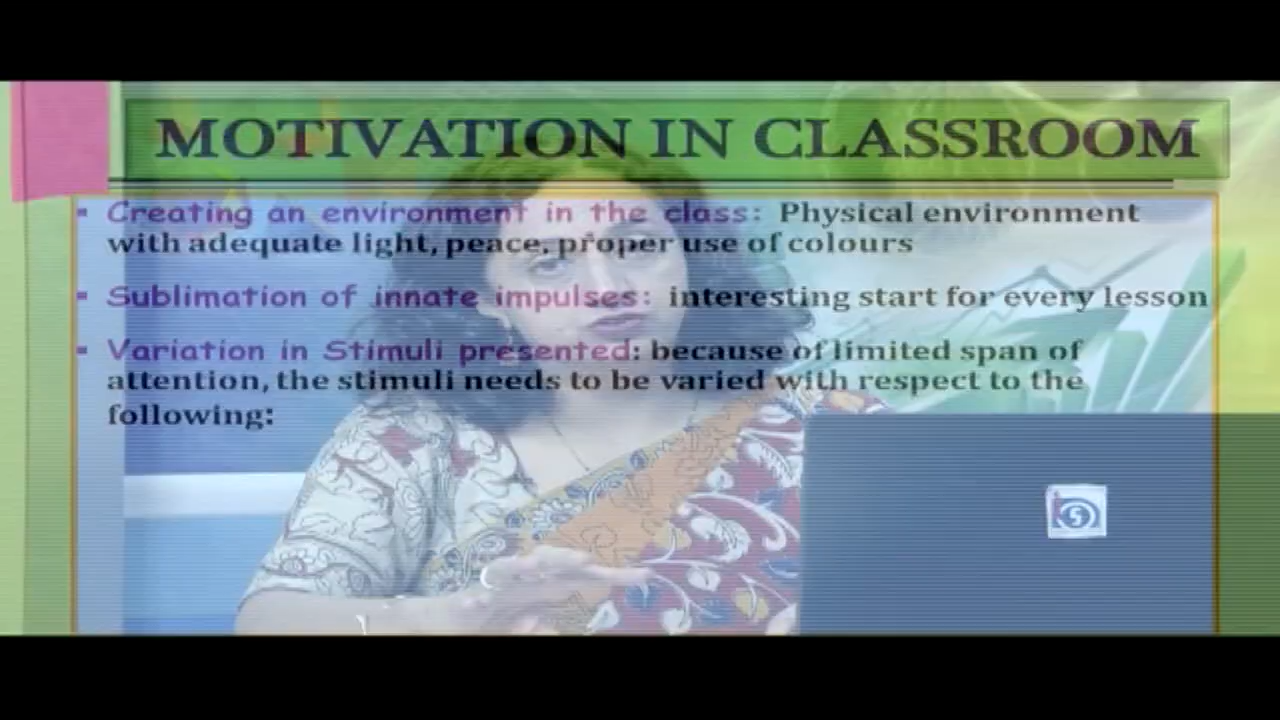 MOTIVATION IN CLASSROOM
▪ Creating an environment in the class: Physical environment
with adequate light, peace, proper use of colours
▪ Sublimation of innate impulses: interesting start for every lesson
▪ Variation in Stimuli presented: because of limited span of
attention, the stimuli needs to be varied with respect to the
following: